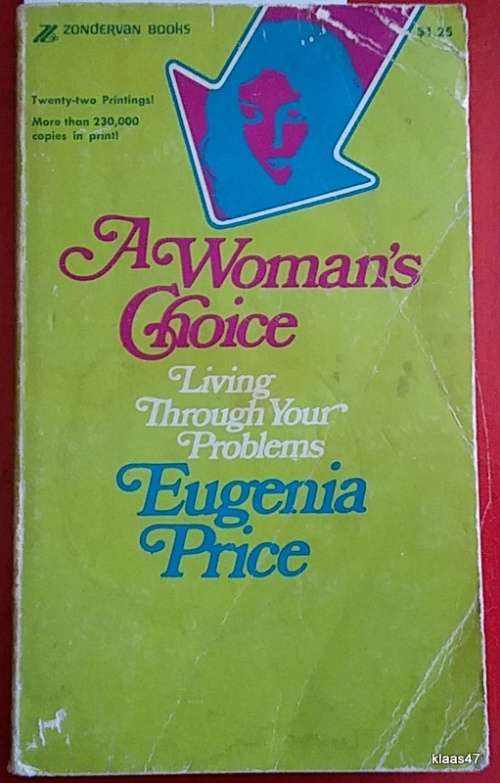 ZONDERVAN BOOKS
$1.25
Twenty-two Printings!
More than 230,000
copies in print!
A Woman's
Choice
Living
Through Your
Problems
Eugenia
Price
klaas47